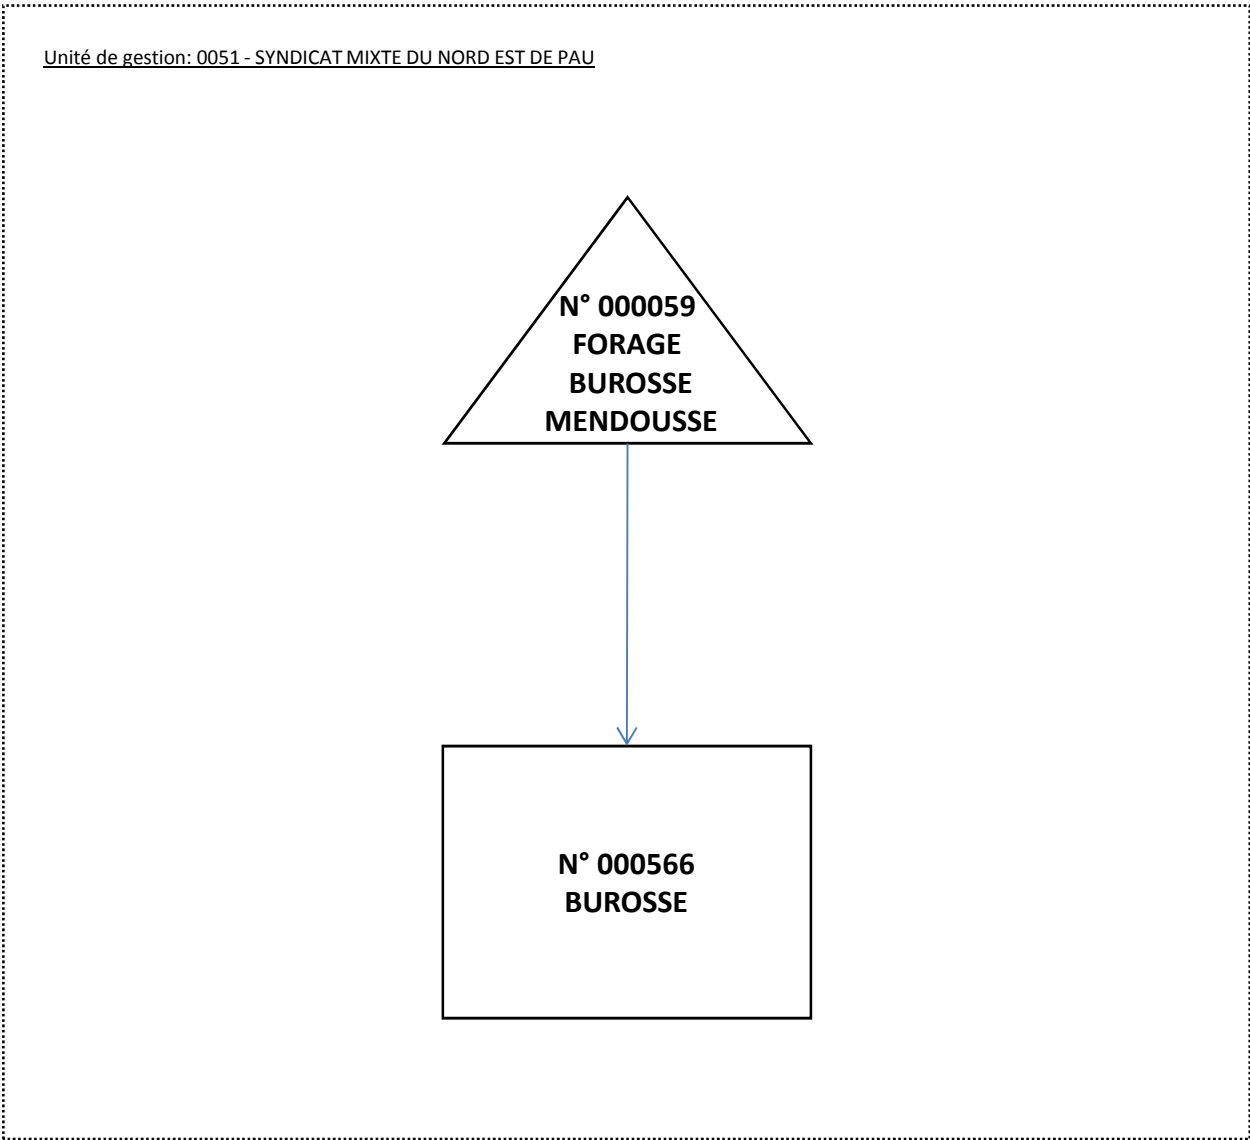 Unité de gestion: 0051 - SYNDICAT MIXTE DU NORD EST DE PAU
N° 000059
FORAGE
BUROSSE
MENDOUSSE
N° 000566
BUROSSE